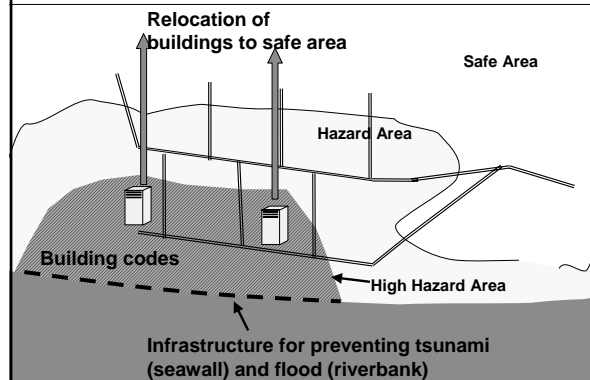 Relocation of
buildings to safe area
Safe Area
Hazard Area
Building codes
High Hazard Area
Infrastructure for preventing tsunami
(seawall) and flood (riverbank)